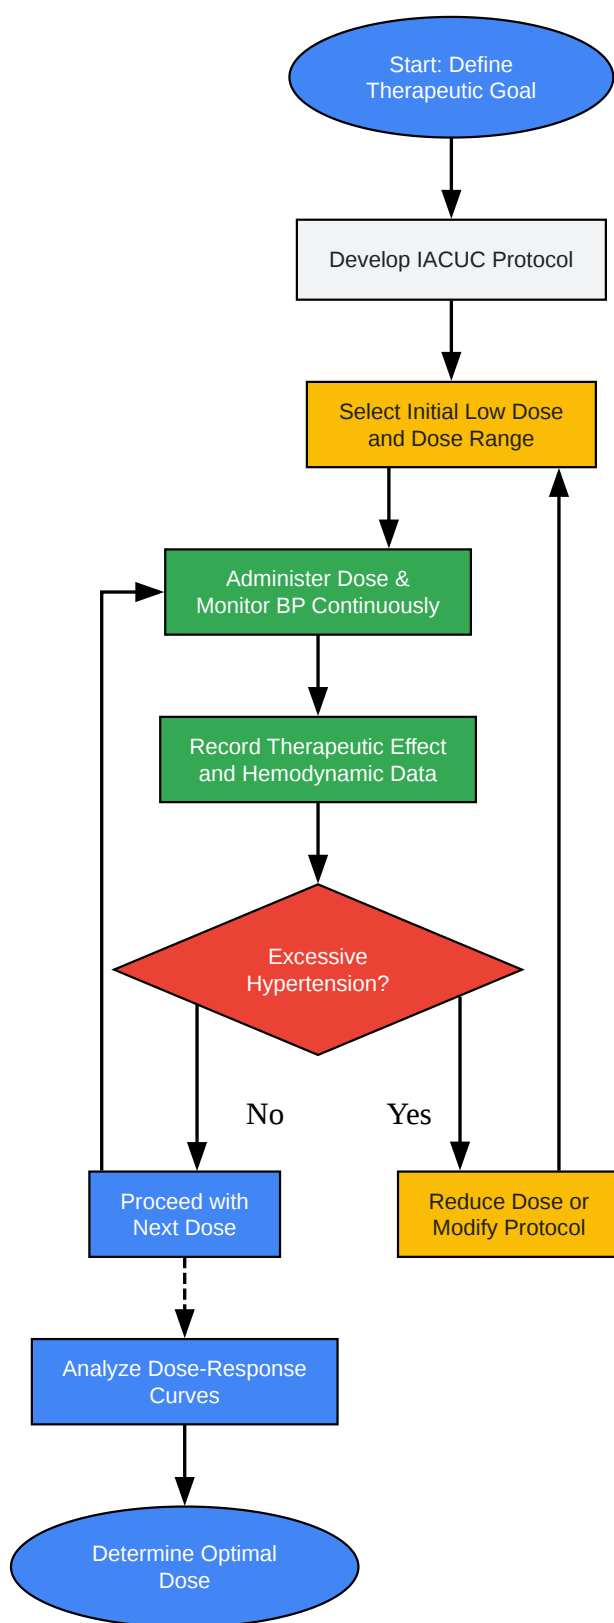 Start: Define
Therapeutic Goal
Develop IACUC Protocol
Select Initial Low Dose
and Dose Range
Administer Dose &
Monitor BP Continuously
Record Therapeutic Effect
and Hemodynamic Data
Excessive
Hypertension?
No
Yes
Proceed with
Next Dose
Reduce Dose or
Modify Protocol
Analyze Dose-Response
Curves
Determine Optimal
Dose